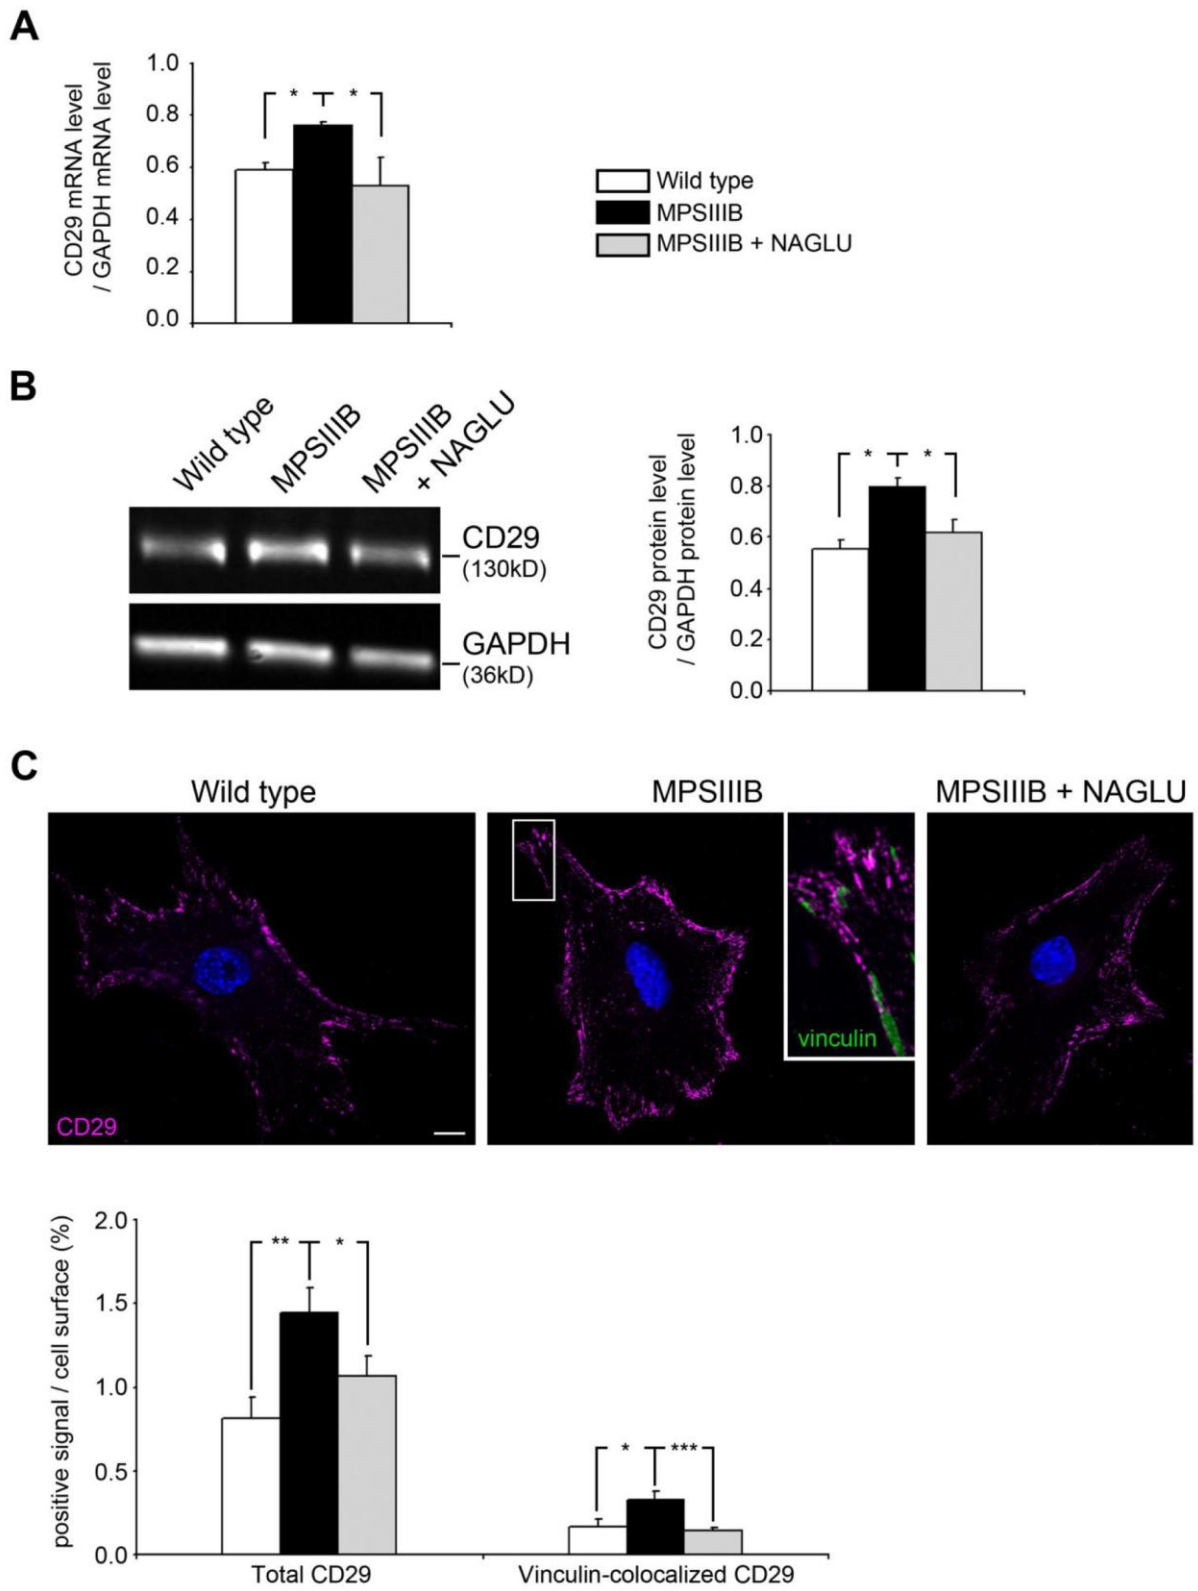 A
CD29 mRNA level
/ GAPDH mRNA level
1.0
0.8
0.6
0.4
0.2
0.0
* *
Wild type
MPSIIIB
MPSIIIB + NAGLU
B
Wild type
MPSIIIB
MPSIIIB
+ NAGLU
CD29
(130kD)
GAPDH
(36kD)
CD29 protein level
/ GAPDH protein level
1.0
0.8
0.6
0.4
0.2
0.0
* *
C
Wild type
MPSIIIB
MPSIIIB + NAGLU
vinculin
CD29
positive signal / cell surface (%)
2.0
1.5
1.0
0.5
0.0
** *
* ***
Total CD29
Vinculin-colocalized CD29